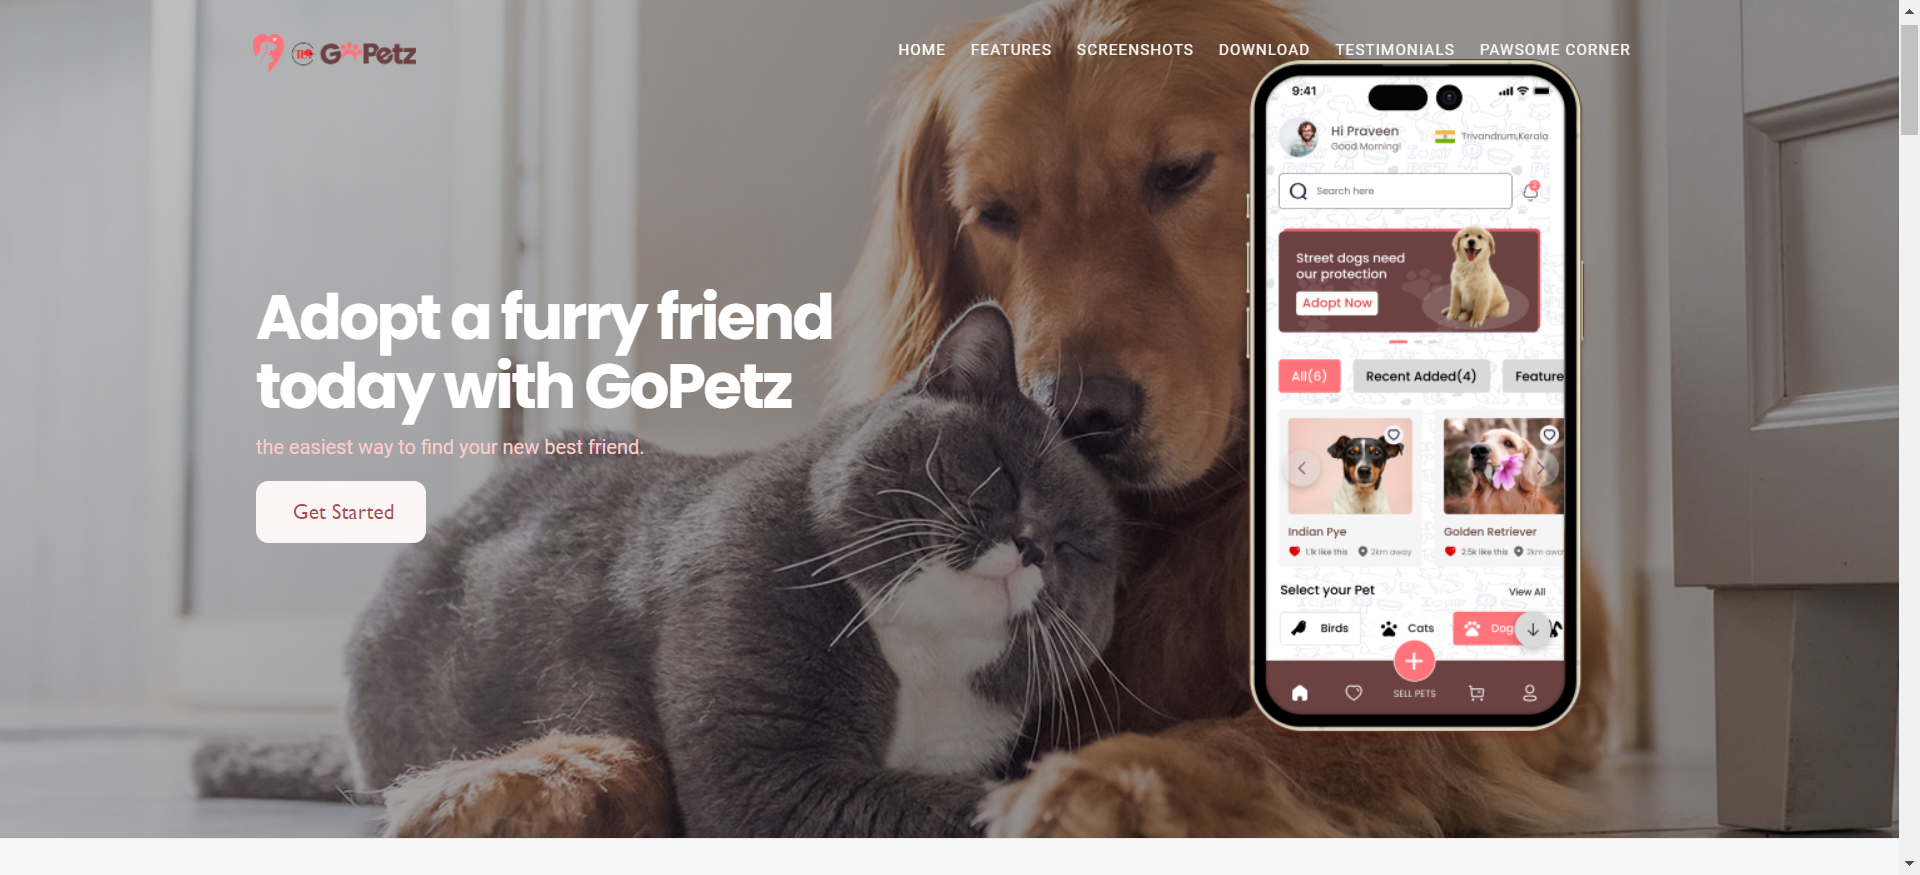 GoPetz
HOME FEATURES SCREENSHOTS DOWNLOAD TESTIMONIALS PAWSOME CORNER
Adopt a furry friend
today with GoPetz
the easiest way to find your new best friend.
Get Started
9:41
Hi Praveen
Good Morning!
Trivandrum,Kerala
Search here
2
Street dogs need
our protection
Adopt Now
All(6) Recent Added(4) Feature
Indian Pye
1.1k like this 2km away
Golden Retriever
2.5k like this 2km awa
Select your Pet View All
Birds Cats Dog
SELL PETS